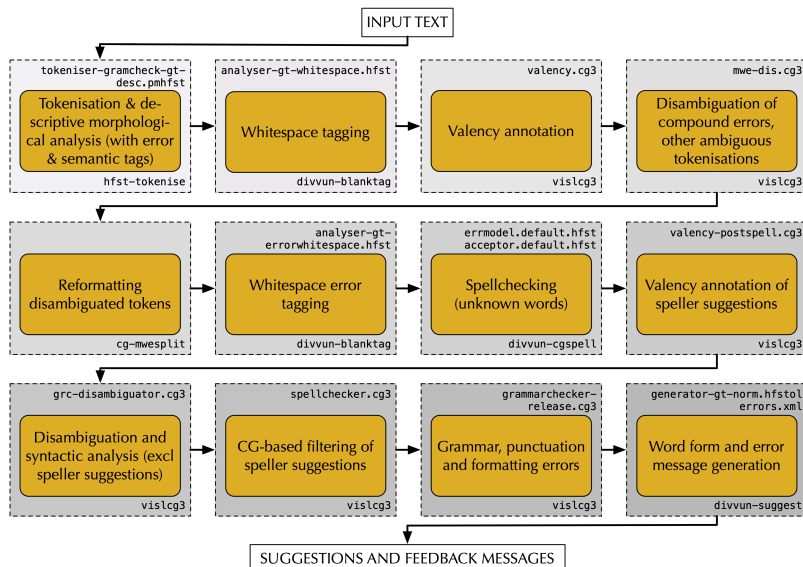 INPUT TEXT
tokeniser-gramcheck-gt-
desc.pmhfst
Tokenisation & de-
scriptive morphologi-
cal analysis (with error
& semantic tags)
hfst-tokenise
analyser-gt-whitespace.hfst
Whitespace tagging
divvun-blanktag
valency.cg3
Valency annotation
vislcg3
mwe-dis.cg3
Disambiguation of
compound errors,
other ambiguous
tokenisations
vislcg3
Reformatting
disambiguated tokens
cg-mwesplit
analyser-gt-
errorwhitespace.hfst
Whitespace error
tagging
divvun-blanktag
errmodel.default.hfst
acceptor.default.hfst
Spellchecking
(unknown words)
divvun-cgspell
valency-postspell.cg3
Valency annotation of
speller suggestions
vislcg3
grc-disambiguator.cg3
Disambiguation and
syntactic analysis (excl
speller suggestions)
vislcg3
spellchecker.cg3
CG-based filtering of
speller suggestions
vislcg3
grammarchecker-
release.cg3
Grammar, punctuation
and formatting errors
vislcg3
generator-gt-norm.hfstol
errors.xml
Word form and error
message generation
divvun-suggest
SUGGESTIONS AND FEEDBACK MESSAGES